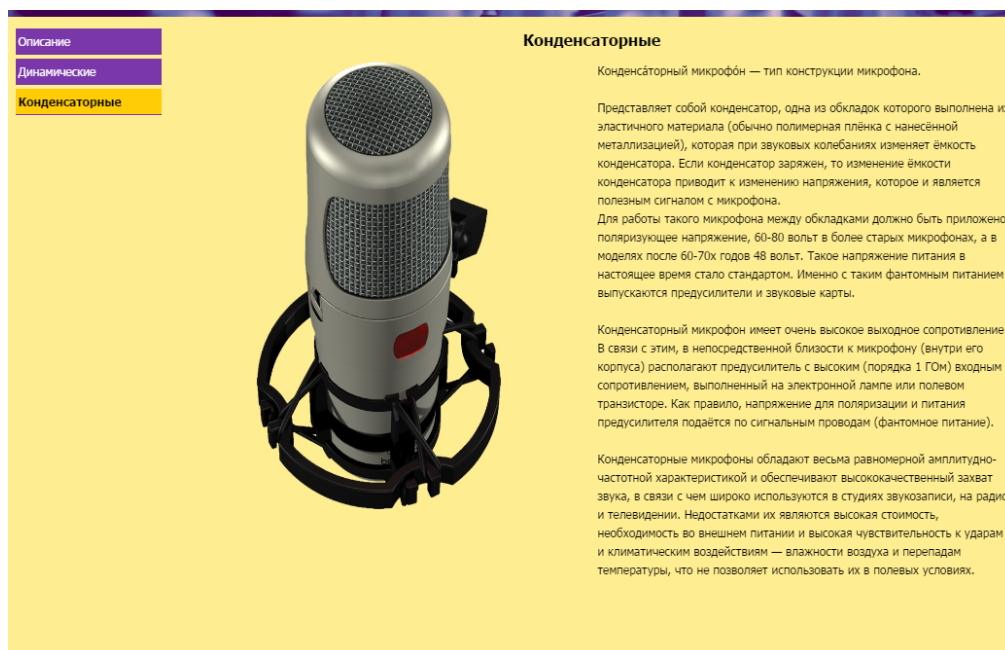 Описание
Динамические
Конденсаторные
Конденсаторные
Конденса́торный микрофо́н — тип конструкции микрофона.
Представляет собой конденсатор, одна из обкладок которого выполнена из
эластичного материала (обычно полимерная плёнка с нанесённой
металлизацией), которая при звуковых колебаниях изменяет ёмкость
конденсатора. Если конденсатор заряжен, то изменение ёмкости
конденсатора приводит к изменению напряжения, которое и является
полезным сигналом с микрофона.
Для работы такого микрофона между обкладками должно быть приложено
поляризующее напряжение, 60-80 вольт в более старых микрофонах, а в
моделях после 60-70х годов 48 вольт. Такое напряжение питания в
настоящее время стало стандартом. Именно с таким фантомным питанием
выпускаются предусилители и звуковые карты.
Конденсаторный микрофон имеет очень высокое выходное сопротивление
В связи с этим, в непосредственной близости к микрофону (внутри его
корпуса) располагают предусилитель с высоким (порядка 1 ГОм) входным
сопротивлением, выполненный на электронной лампе или полевом
транзисторе. Как правило, напряжение для поляризации и питания
предусилителя подаётся по сигнальным проводам (фантомное питание).
Конденсаторные микрофоны обладают весьма равномерной амплитудно-
частотной характеристикой и обеспечивают высококачественный захват
звука, в связи с чем широко используются в студиях звукозаписи, на радио
и телевидении. Недостатками их являются высокая стоимость,
необходимость во внешнем питании и высокая чувствительность к ударам
и климатическим воздействиям — влажности воздуха и перепадам
температуры, что не позволяет использовать их в полевых условиях.